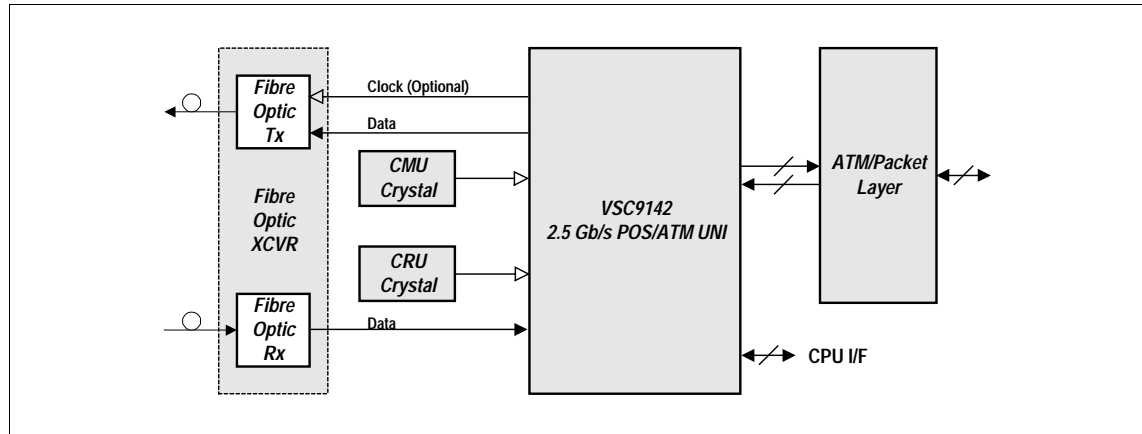 Fibre
Optic
Tx
Clock (Optional)
Data
CMU
Crystal
Fibre
Optic
XCVR
CRU
Crystal
Fibre
Optic
Rx
Data
VSC9142
2.5 Gb/s POS/ATM UNI
ATM/Packet
Layer
CPU I/F